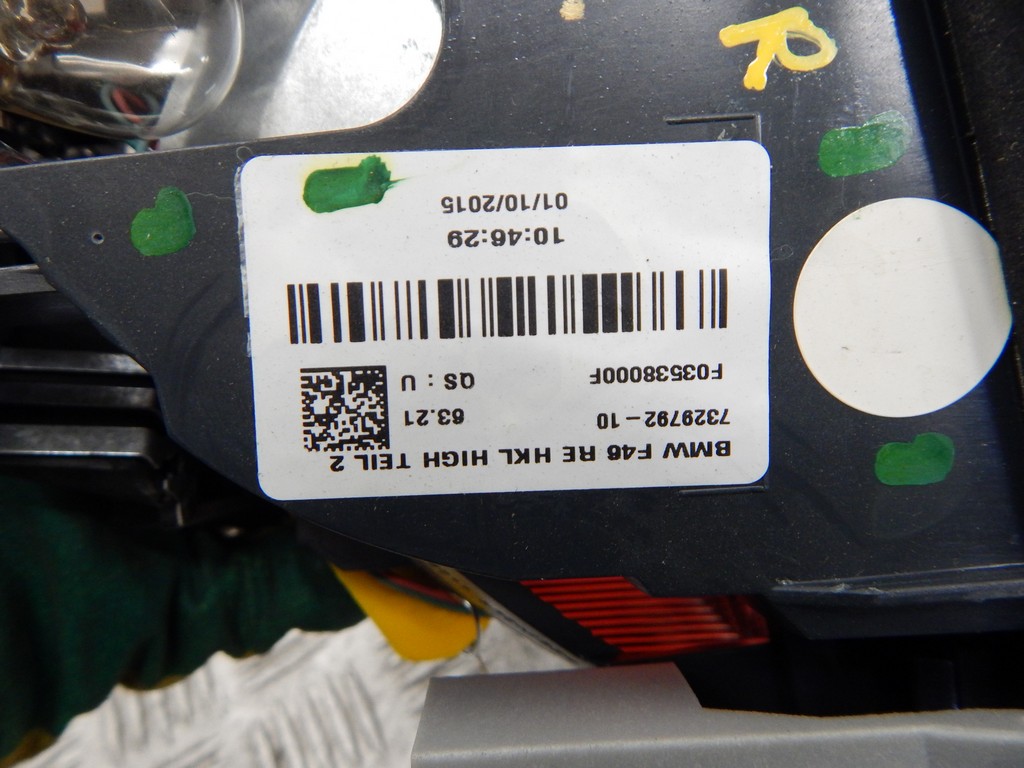 BMW F46 RE HKL HIGH TEIL 2
7329792-10 63.21
F03538000F QS : U
10:46:29
01/10/2015
R